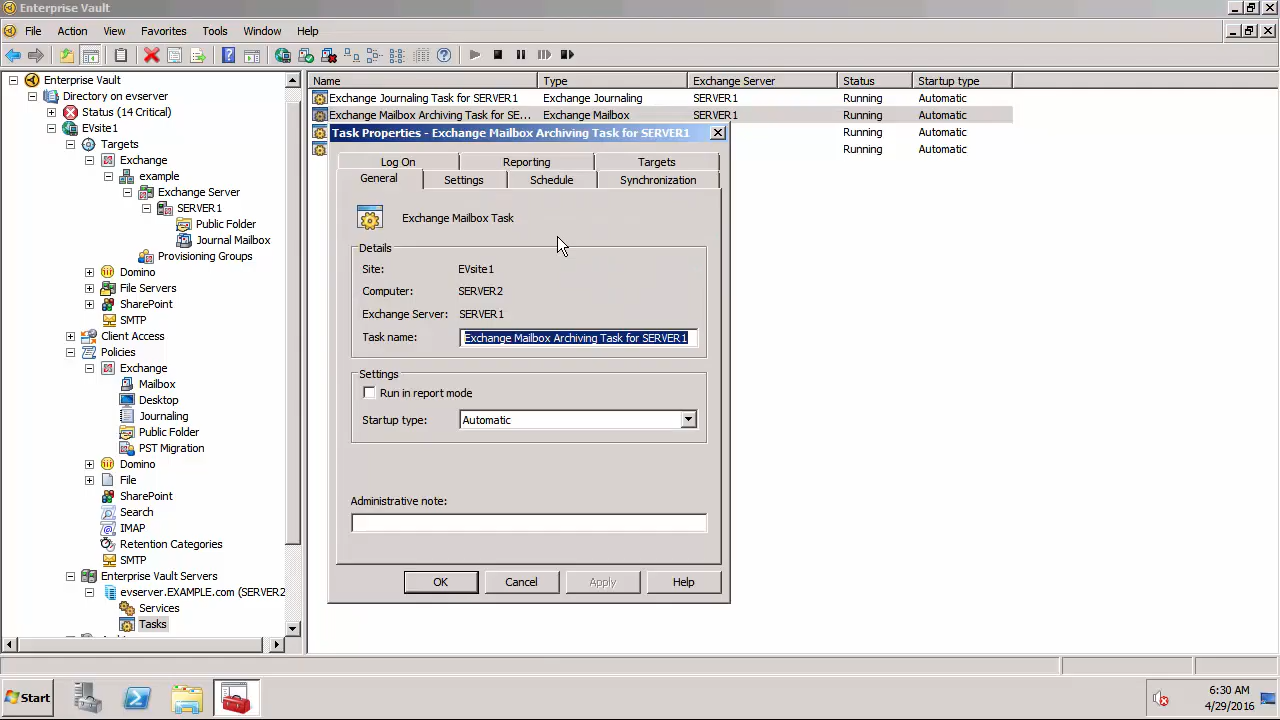 Enterprise Vault
File Action View Favorites Tools Window Help
Enterprise Vault
Directory on evserver
Status (14 Critical)
EVsite1
Targets
Exchange
example
Exchange Server
SERVER1
Public Folder
Journal Mailbox
Provisioning Groups
Domino
File Servers
SharePoint
SMTP
Client Access
Policies
Exchange
Mailbox
Desktop
Journaling
Public Folder
PST Migration
Domino
File
SharePoint
Search
IMAP
Retention Categories
SMTP
Enterprise Vault Servers
evserver.EXAMPLE.com (SERVER2
Services
Tasks
Name Type Exchange Server Status Startup type
Exchange Journaling Task for SERVER1 Exchange Journaling SERVER1 Running Automatic
Exchange Mailbox Archiving Task for SE... Exchange Mailbox SERVER1 Running Automatic
Running Automatic
Running Automatic
Task Properties - Exchange Mailbox Archiving Task for SERVER1
Log On Reporting Targets
General Settings Schedule Synchronization
Exchange Mailbox Task
Details
Site: EVsite1
Computer: SERVER2
Exchange Server: SERVER1
Task name: Exchange Mailbox Archiving Task for SERVER1
Settings
Run in report mode
Startup type: Automatic
Administrative note:
OK Cancel Apply Help
Start
6:30 AM
4/29/2016